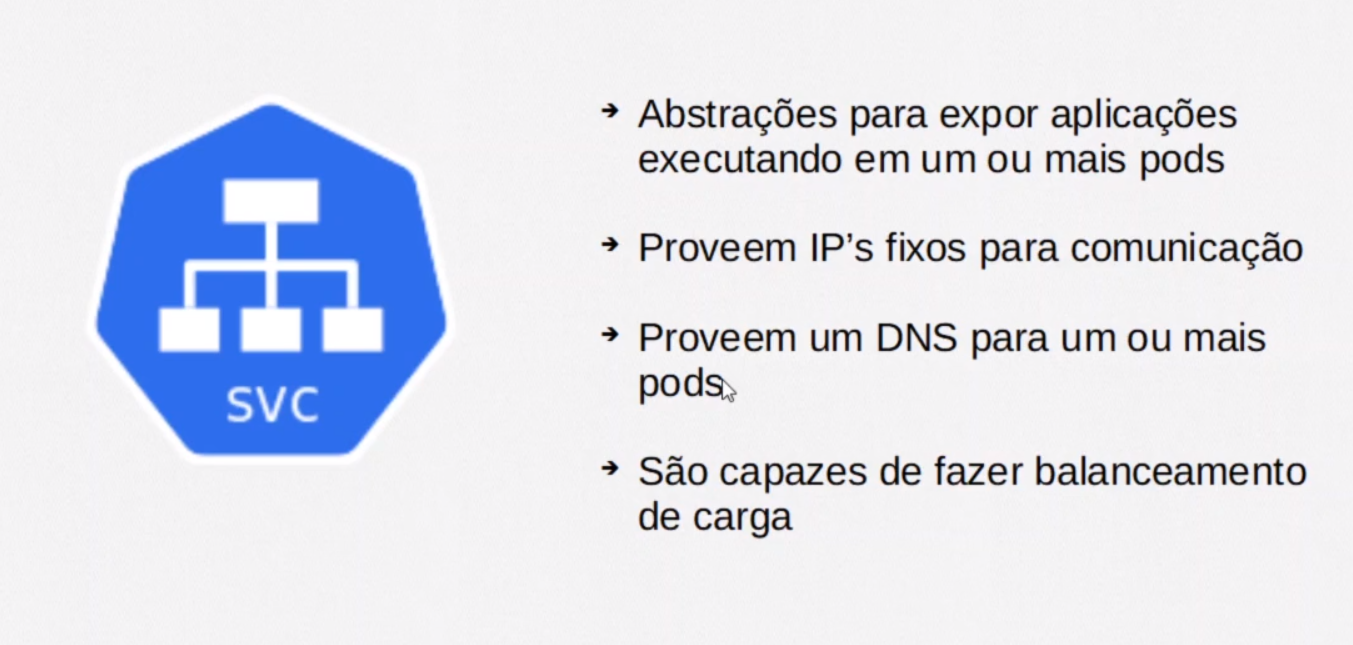 svc
➔ Abstrações para expor aplicações
executando em um ou mais pods
➔ Proveem IP’s fixos para comunicação
➔ Proveem um DNS para um ou mais
pods
➔ São capazes de fazer balanceamento
de carga